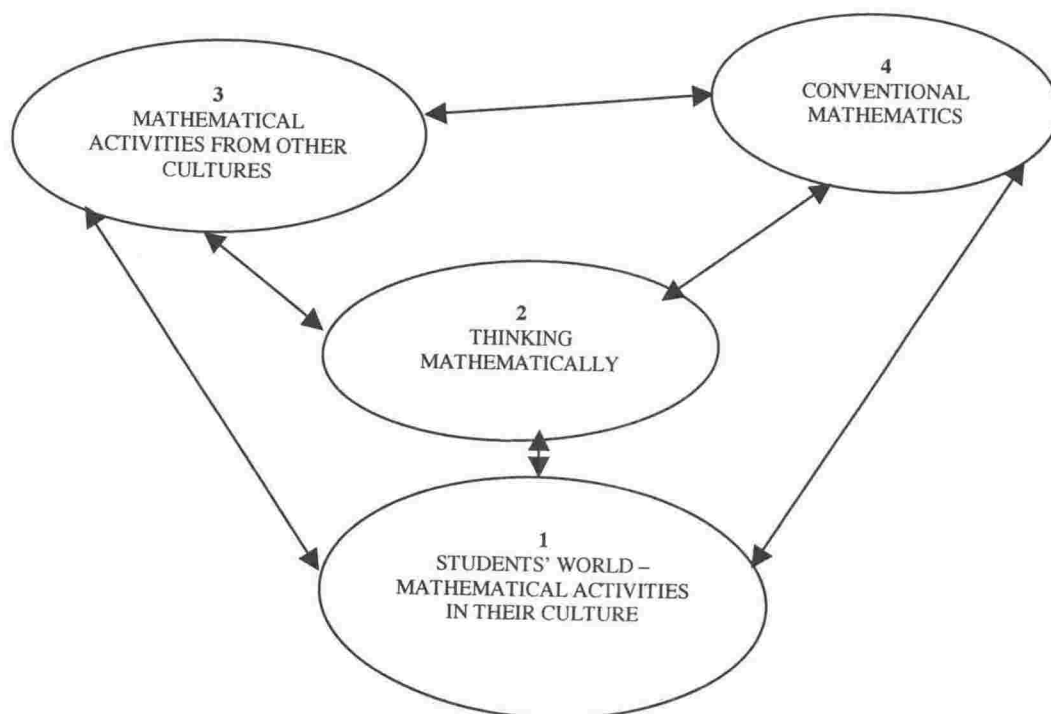 3
MATHEMATICAL
ACTIVITIES FROM OTHER
CULTURES
4
CONVENTIONAL
MATHEMATICS
2
THINKING
MATHEMATICALLY
1
STUDENTS' WORLD –
MATHEMATICAL ACTIVITIES
IN THEIR CULTURE